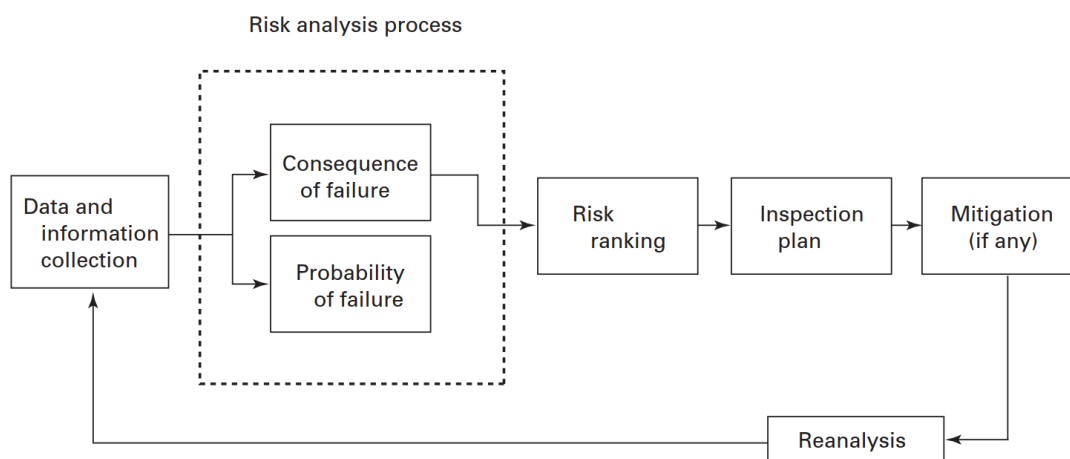 Risk analysis process
Consequence
of failure
Data and
information
collection
Probability
of failure
Risk
ranking
Inspection
plan
Mitigation
(if any)
Reanalysis